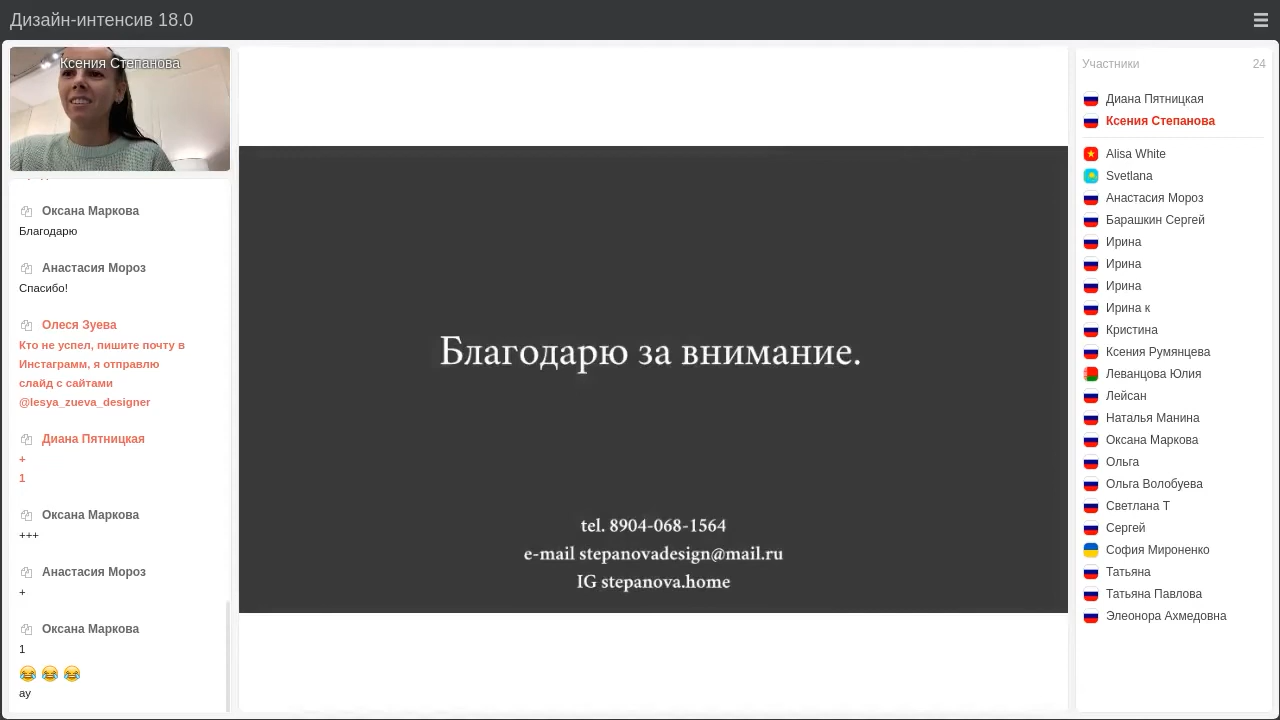 Дизайн-интенсив 18.0
Ксения Степанова
Оксана Маркова
Благодарю
Анастасия Мороз
Спасибо!
Олеся Зуева
Кто не успел, пишите почту в
Инстаграмм, я отправлю
слайд с сайтами
@lesya_zueva_designer
Диана Пятницкая
+
1
Оксана Маркова
+++
Анастасия Мороз
+
Оксана Маркова
1
ау
Благодарю за внимание.
tel. 8904-068-1564
e-mail stepanovadesign@mail.ru
IG stepanova.home
Участники 24
Диана Пятницкая
Ксения Степанова
Alisa White
Svetlana
Анастасия Мороз
Барашкин Сергей
Ирина
Ирина
Ирина
Ирина к
Кристина
Ксения Румянцева
Леванцова Юлия
Лейсан
Наталья Манина
Оксана Маркова
Ольга
Ольга Волобуева
Светлана Т
Сергей
София Мироненко
Татьяна
Татьяна Павлова
Элеонора Ахмедовна